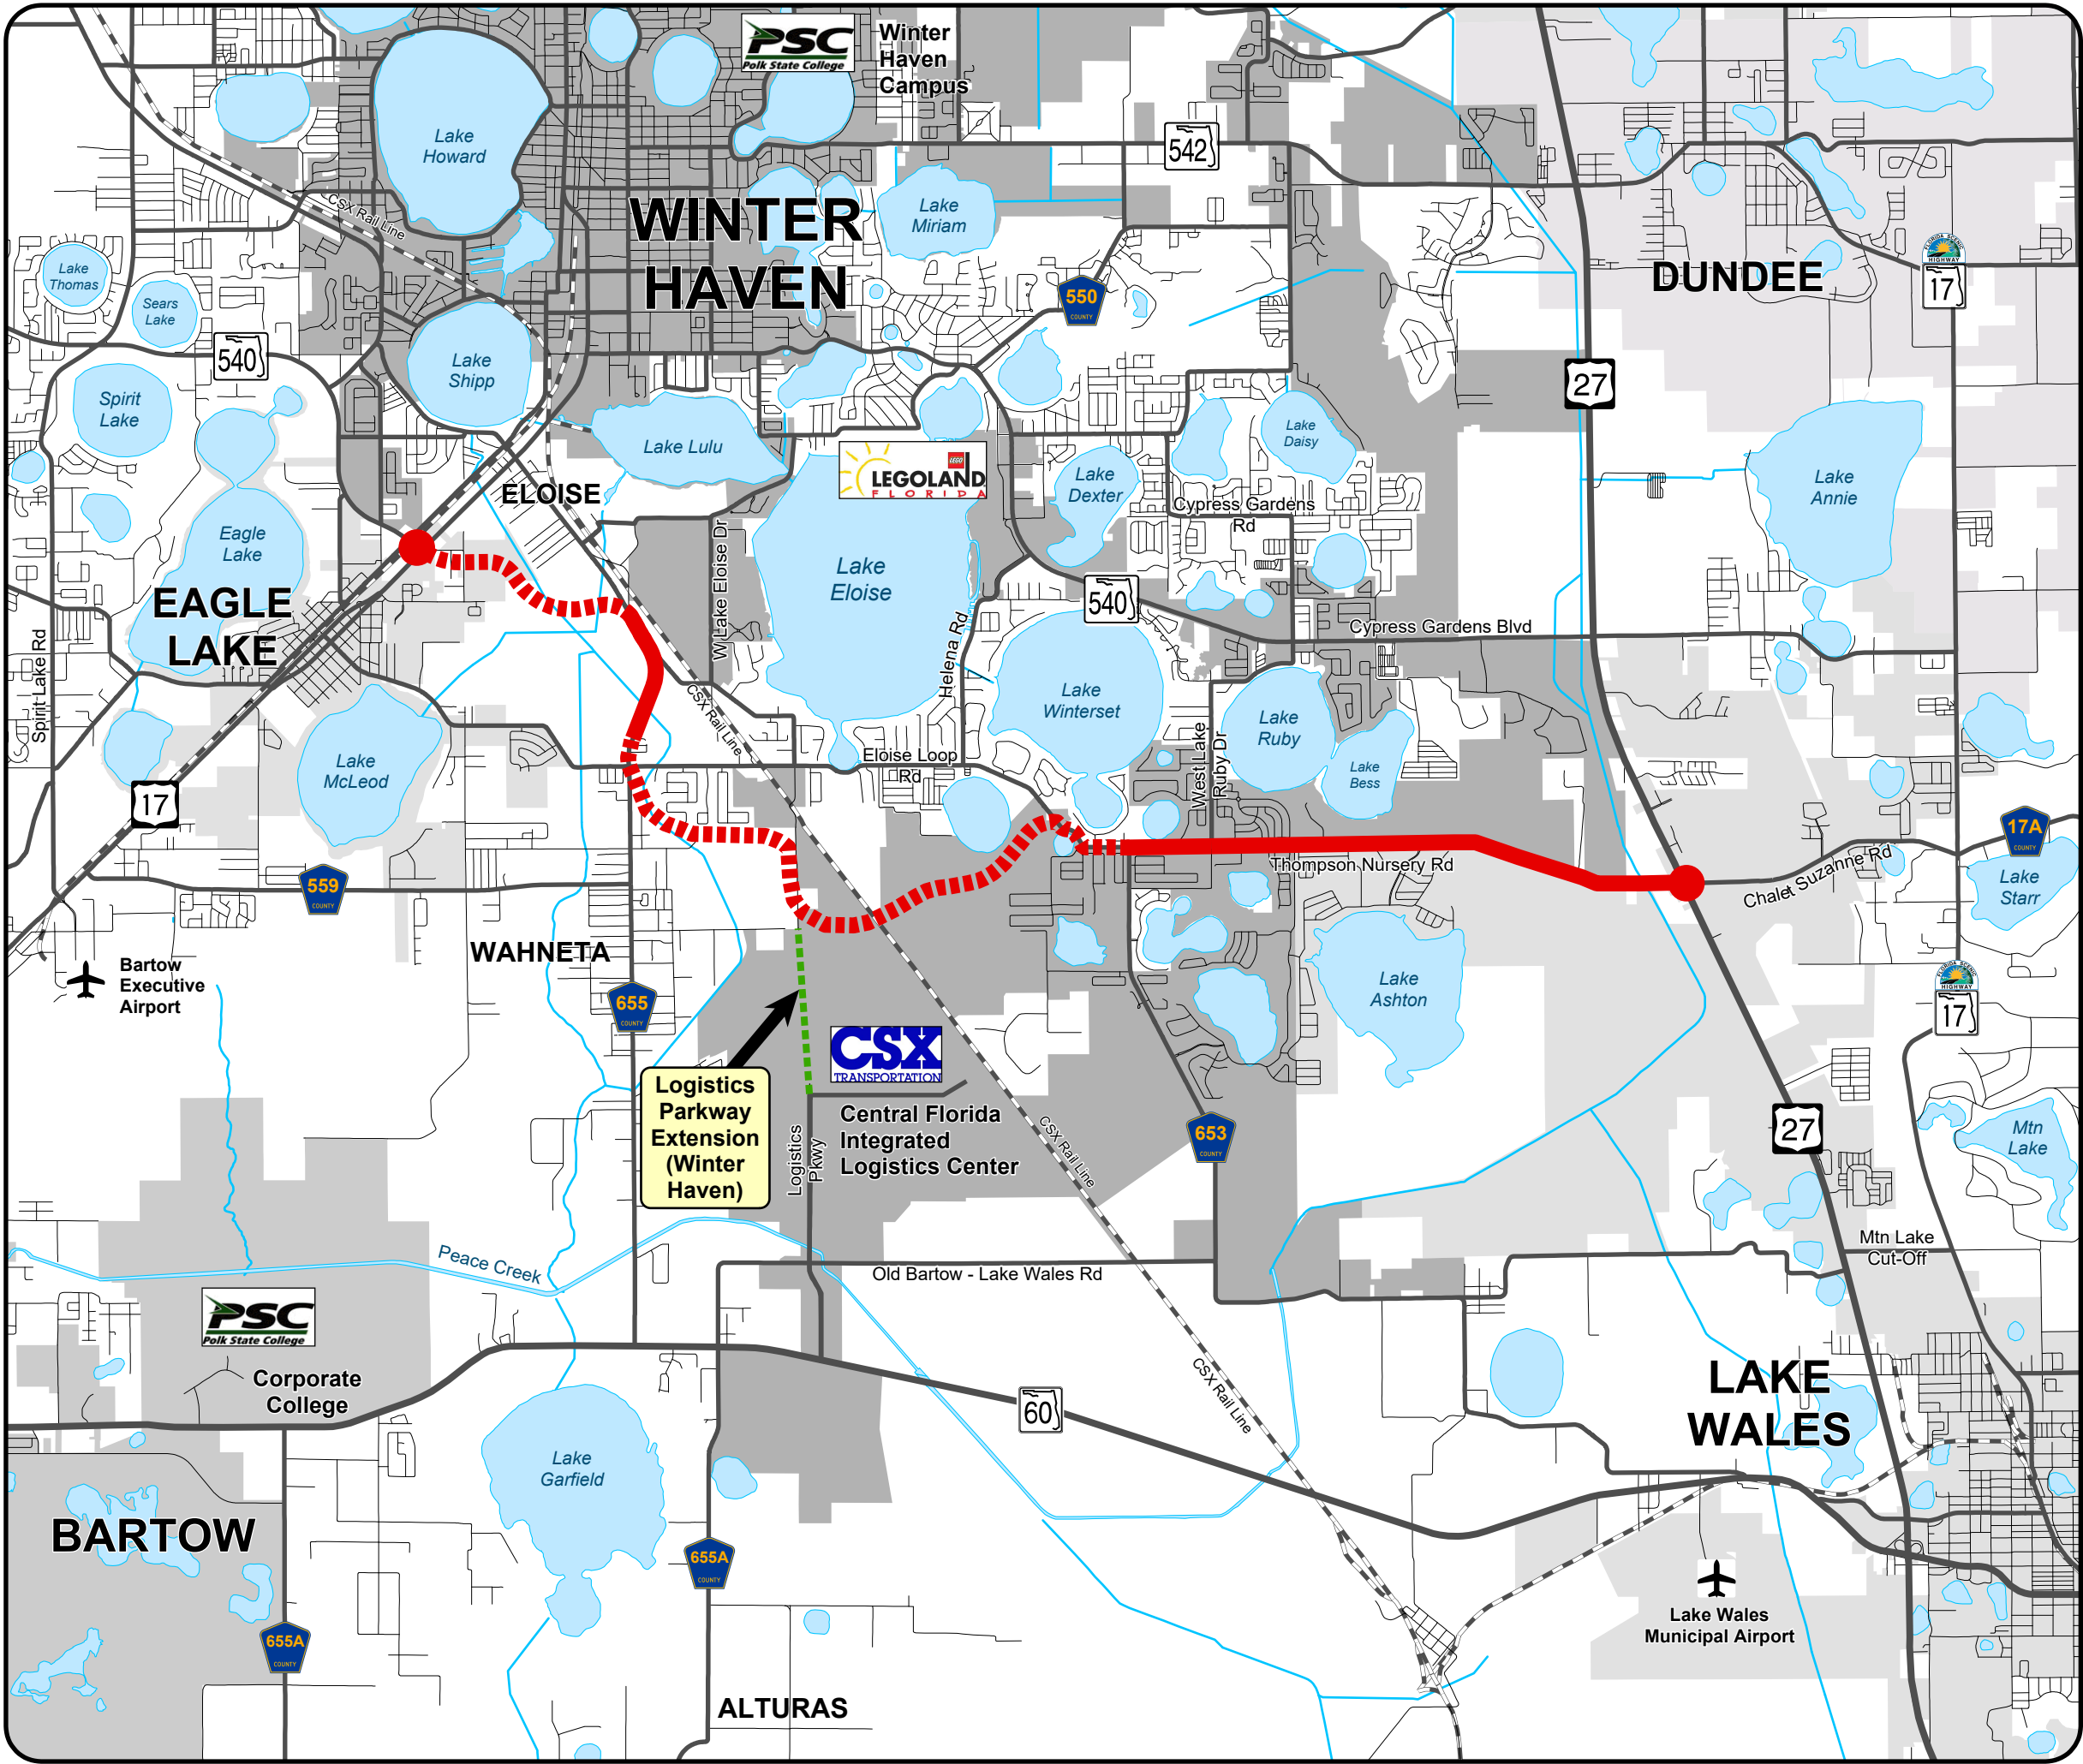 PSC
Polk State College
Winter
Haven
Campus
Lake
Howard
542
CSX Rail Line
WINTER
HAVEN
Lake
Miriam
DUNDEE
FLORIDA SCENIC
HIGHWAY
17
Lake
Thomas
Sears
Lake
550
COUNTY
540
Lake
Shipp
27
Spirit
Lake
Lake Lulu
LEGO
LEGOLAND
FLORIDA
Lake
Daisy
Lake
Dexter
Lake
Annie
ELOISE
Cypress Gardens
Rd
Eagle
Lake
W Lake Eloise Dr
Lake
Eloise
EAGLE
LAKE
540
Cypress Gardens Blvd
Spirit Lake Rd
Helena Rd
CSX Rail Line
Lake
Winterset
Lake
Ruby
West Lake
Ruby Dr
Lake
McLeod
Eloise Loop
Rd
Lake
Bess
17
17A
COUNTY
Thompson Nursery Rd
Chalet Suzanne Rd
559
COUNTY
Lake
Starr
WAHNETA
Bartow
Executive
Airport
655
COUNTY
Lake
Ashton
FLORIDA SCENIC
HIGHWAY
17
CSX
TRANSPORTATION
Logistics
Parkway
Extension
(Winter
Haven)
Logistics
Pkwy
Central Florida
Integrated
Logistics Center
CSX Rail Line
653
COUNTY
27
Mtn
Lake
Peace Creek
Mtn Lake
Cut-Off
Old Bartow - Lake Wales Rd
PSC
Polk State College
Corporate
College
CSX Rail Line
60
LAKE
WALES
Lake
Garfield
BARTOW
655A
COUNTY
Lake Wales
Municipal Airport
655A
COUNTY
ALTURAS